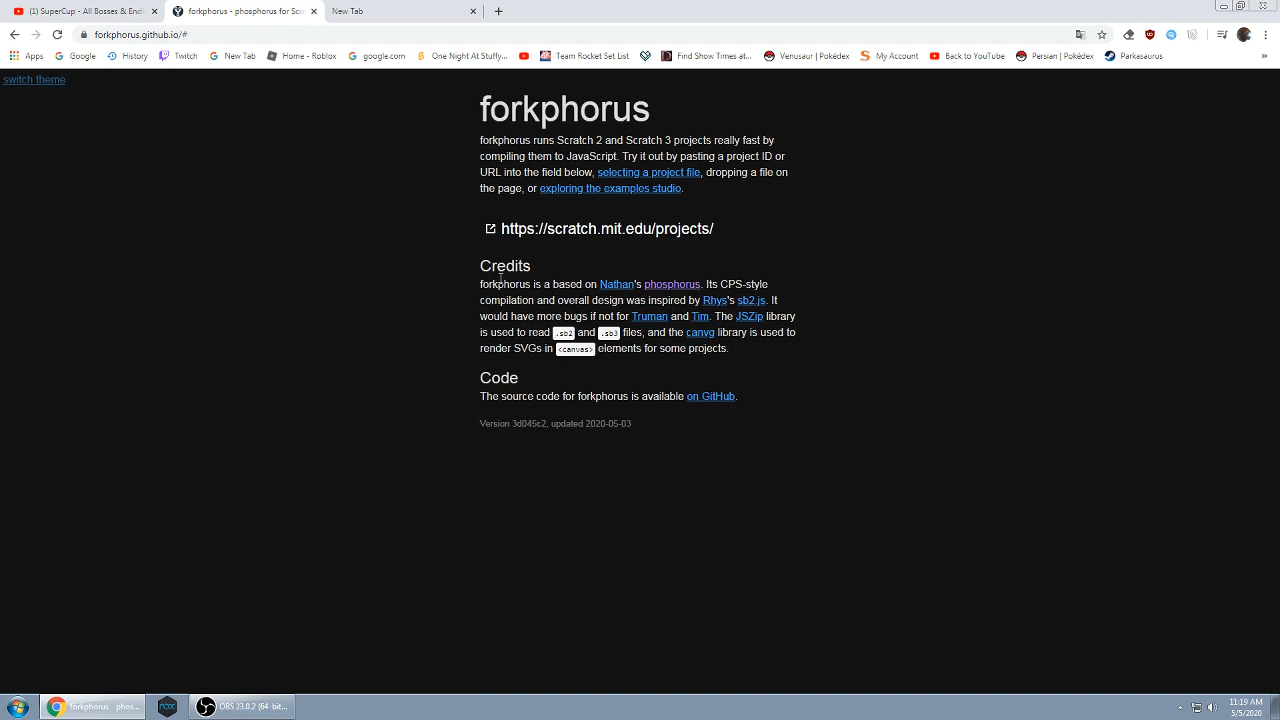 (1) SuperCup - All Bosses & Endi
forkphorus - phosphorus for Scr
New Tab
forkphorus.github.io/#
Apps
Google
History
Twitch
New Tab
Home - Roblox
google.com
One Night At Stuffy...
Team Rocket Set List
Find Show Times at...
Venusaur | Pokédex
My Account
Back to YouTube
Persian | Pokédex
Parkasaurus
switch theme
forkphorus
forkphorus runs Scratch 2 and Scratch 3 projects really fast by
compiling them to JavaScript. Try it out by pasting a project ID or
URL into the field below, selecting a project file, dropping a file on
the page, or exploring the examples studio.
https://scratch.mit.edu/projects/
Credits
forkphorus is a based on Nathan's phosphorus. Its CPS-style
compilation and overall design was inspired by Rhys's sb2.js. It
would have more bugs if not for Truman and Tim. The JSZip library
is used to read .sb2 and .sb3 files, and the canvg library is used to
render SVGs in <canvas> elements for some projects.
Code
The source code for forkphorus is available on GitHub.
Version 3d045c2, updated 2020-05-03
forkphorus - phos...
nox
OBS 23.0.2 (64-bit...
11:19 AM
5/5/2020